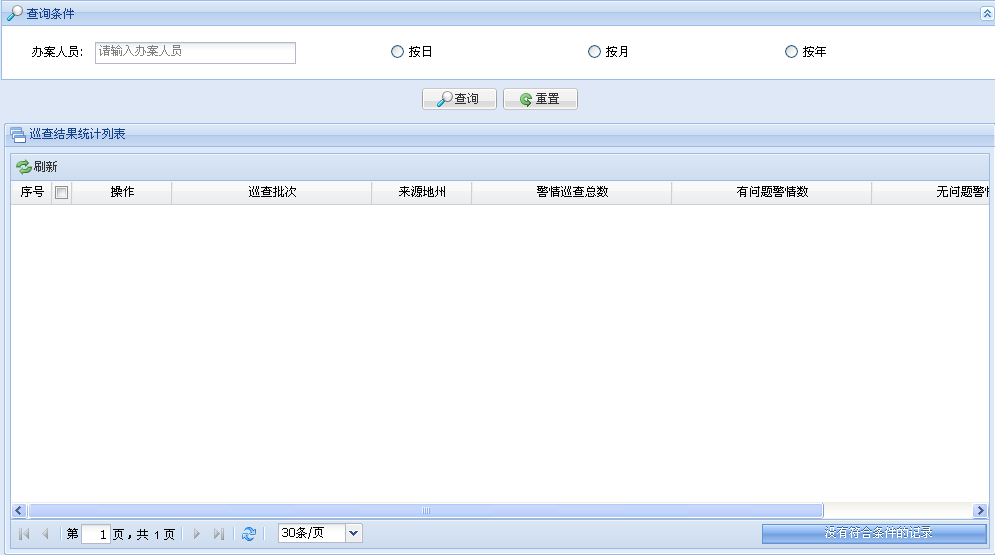 查询条件
办案人员: 请输入办案人员 按日 按月 按年
查询 重置
巡查结果统计列表
刷新
序号 操作 巡查批次 来源地州 警情巡查总数 有问题警情数 无问题警
第 1 页，共 1 页 30条/页 没有符合条件的记录